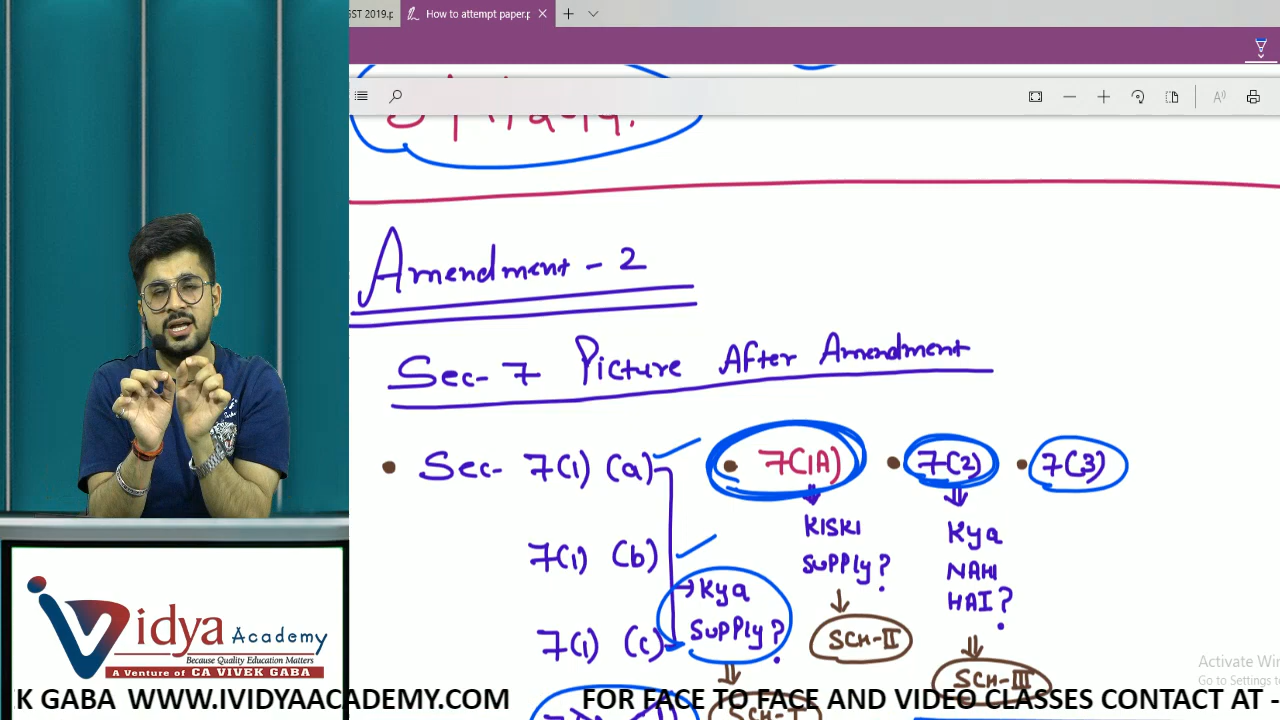 GST 2019.p
How to attempt paper.p
Amendment - 2
Sec- 7 Picture After Amendment
• Sec- 7(1) (a) • 7(1A) • 7(2) • 7(3)
KISKI SUPPLY?
Kya NAHI HAI?
7(1) (b)
→ Kya SUPPLY?
7(1) (c)
SCH-II
SCH-III
SCH-I
Vidya Academy
Because Quality Education Matters
A Venture of CA VIVEK GABA
Activate Win
Go to Settings to
K GABA WWW.IVIDYAACADEMY.COM FOR FACE TO FACE AND VIDEO CLASSES CONTACT AT -